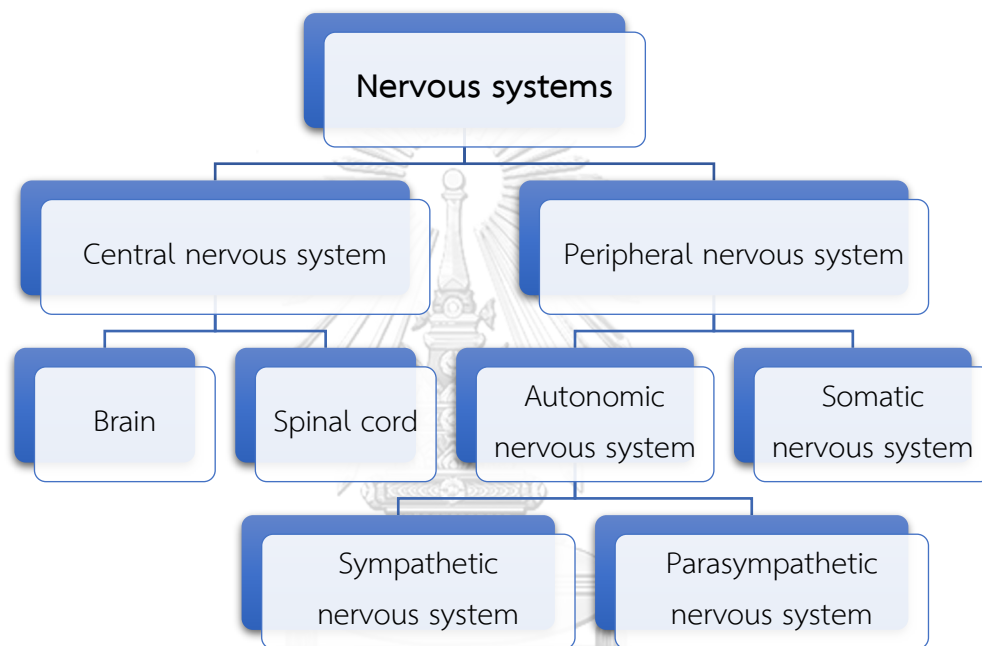 Nervous systems
Central nervous system
Peripheral nervous system
Brain
Spinal cord
Autonomic
nervous system
Somatic
nervous system
Sympathetic
nervous system
Parasympathetic
nervous system